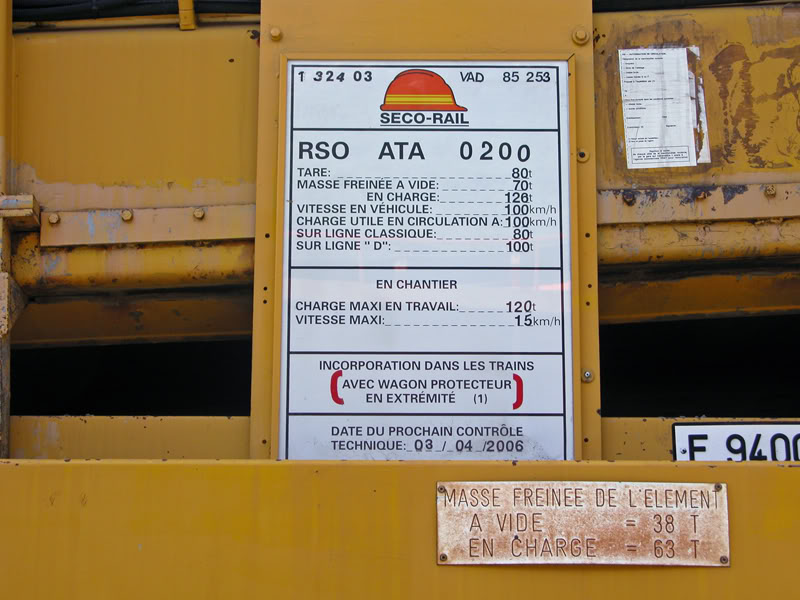 1 324 03 VAD 85 253
SECO-RAIL
RSO ATA 0200
TARE: 80t
MASSE FREINÉE A VIDE: 70t
EN CHARGE: 126t
VITESSE EN VÉHICULE: 100km/h
CHARGE UTILE EN CIRCULATION A: 100km/h
SUR LIGNE CLASSIQUE: 80t
SUR LIGNE " D": 100t
EN CHANTIER
CHARGE MAXI EN TRAVAIL: 120t
VITESSE MAXI: 15km/h
INCORPORATION DANS LES TRAINS
(AVEC WAGON PROTECTEUR
EN EXTRÉMITÉ (1))
DATE DU PROCHAIN CONTRÔLE
TECHNIQUE: 03 / 04 /2006
F 9400
MASSE FREINEE DE L'ELEMENT
A VIDE = 38 T
EN CHARGE = 63 T